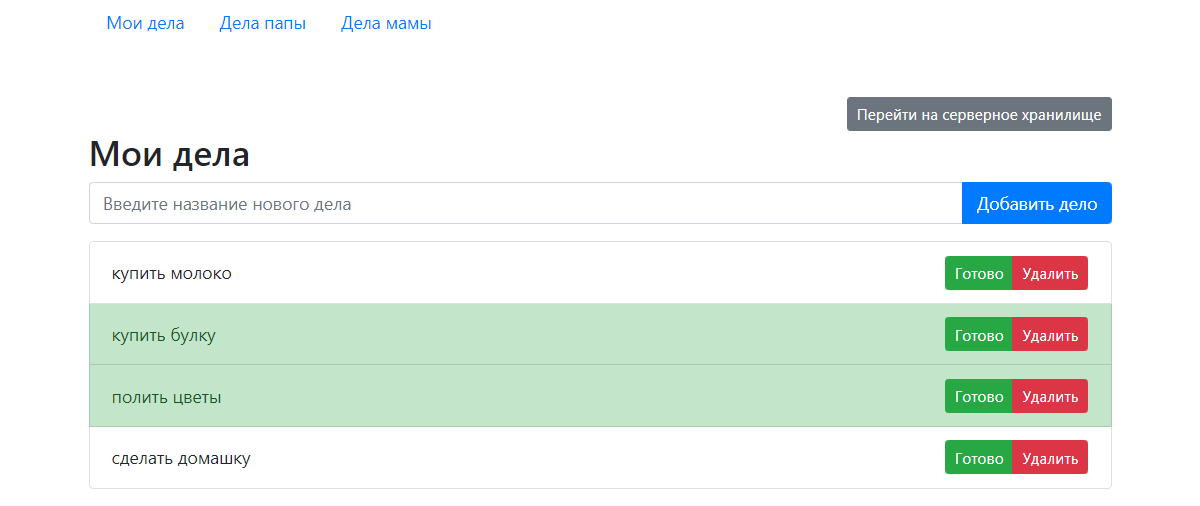 Мои дела Дела папы Дела мамы
Перейти на серверное хранилище
Мои дела
Введите название нового дела Добавить дело
купить молоко Готово Удалить
купить булку Готово Удалить
полить цветы Готово Удалить
сделать домашку Готово Удалить